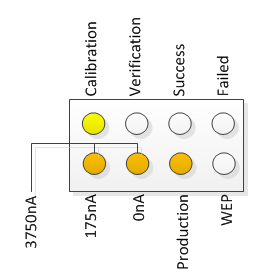 Calibration
Verification
Success
Failed
3750nA
175nA
0nA
Production
WEP